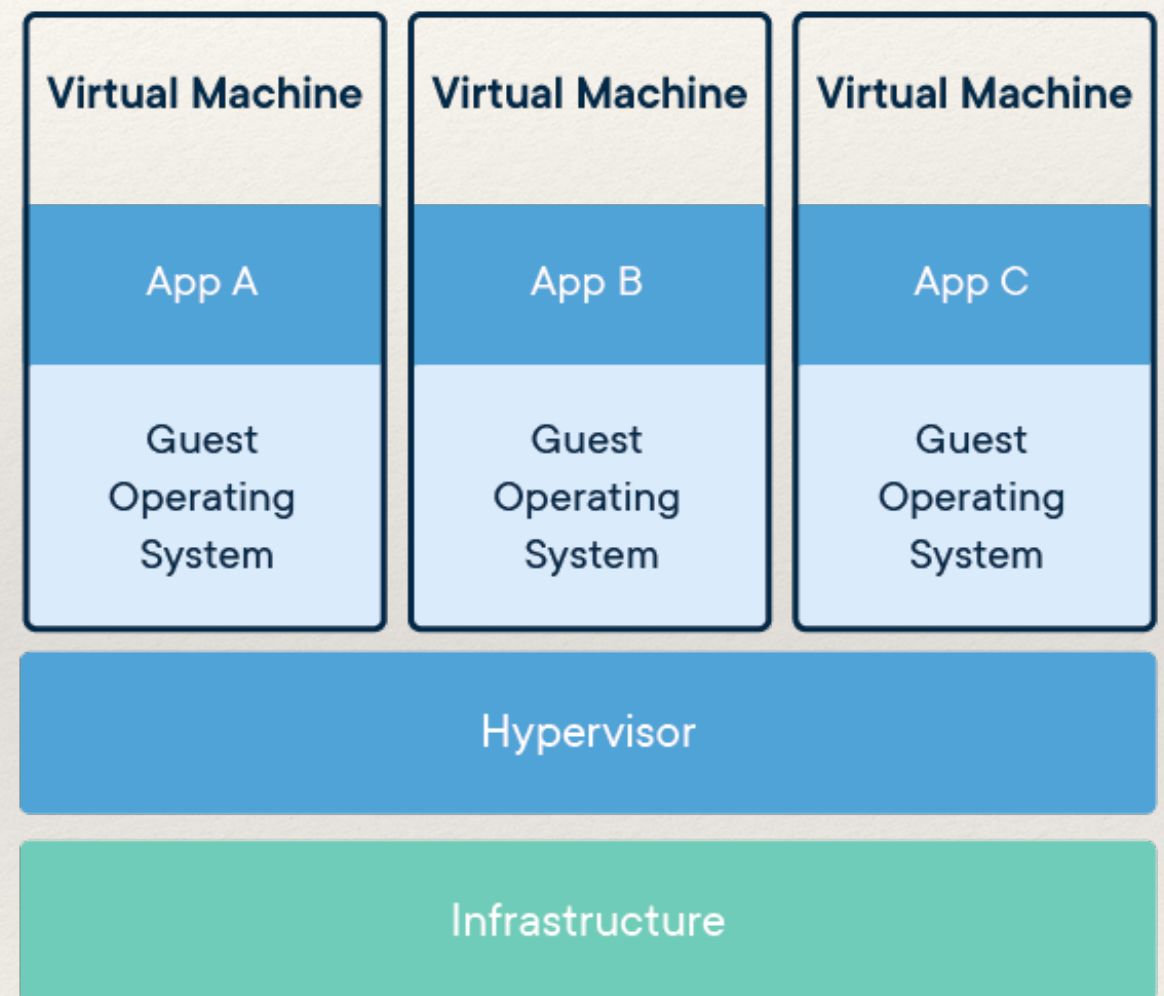 Virtual Machine
Virtual Machine
Virtual Machine
App A
App B
App C
Guest
Operating
System
Guest
Operating
System
Guest
Operating
System
Hypervisor
Infrastructure